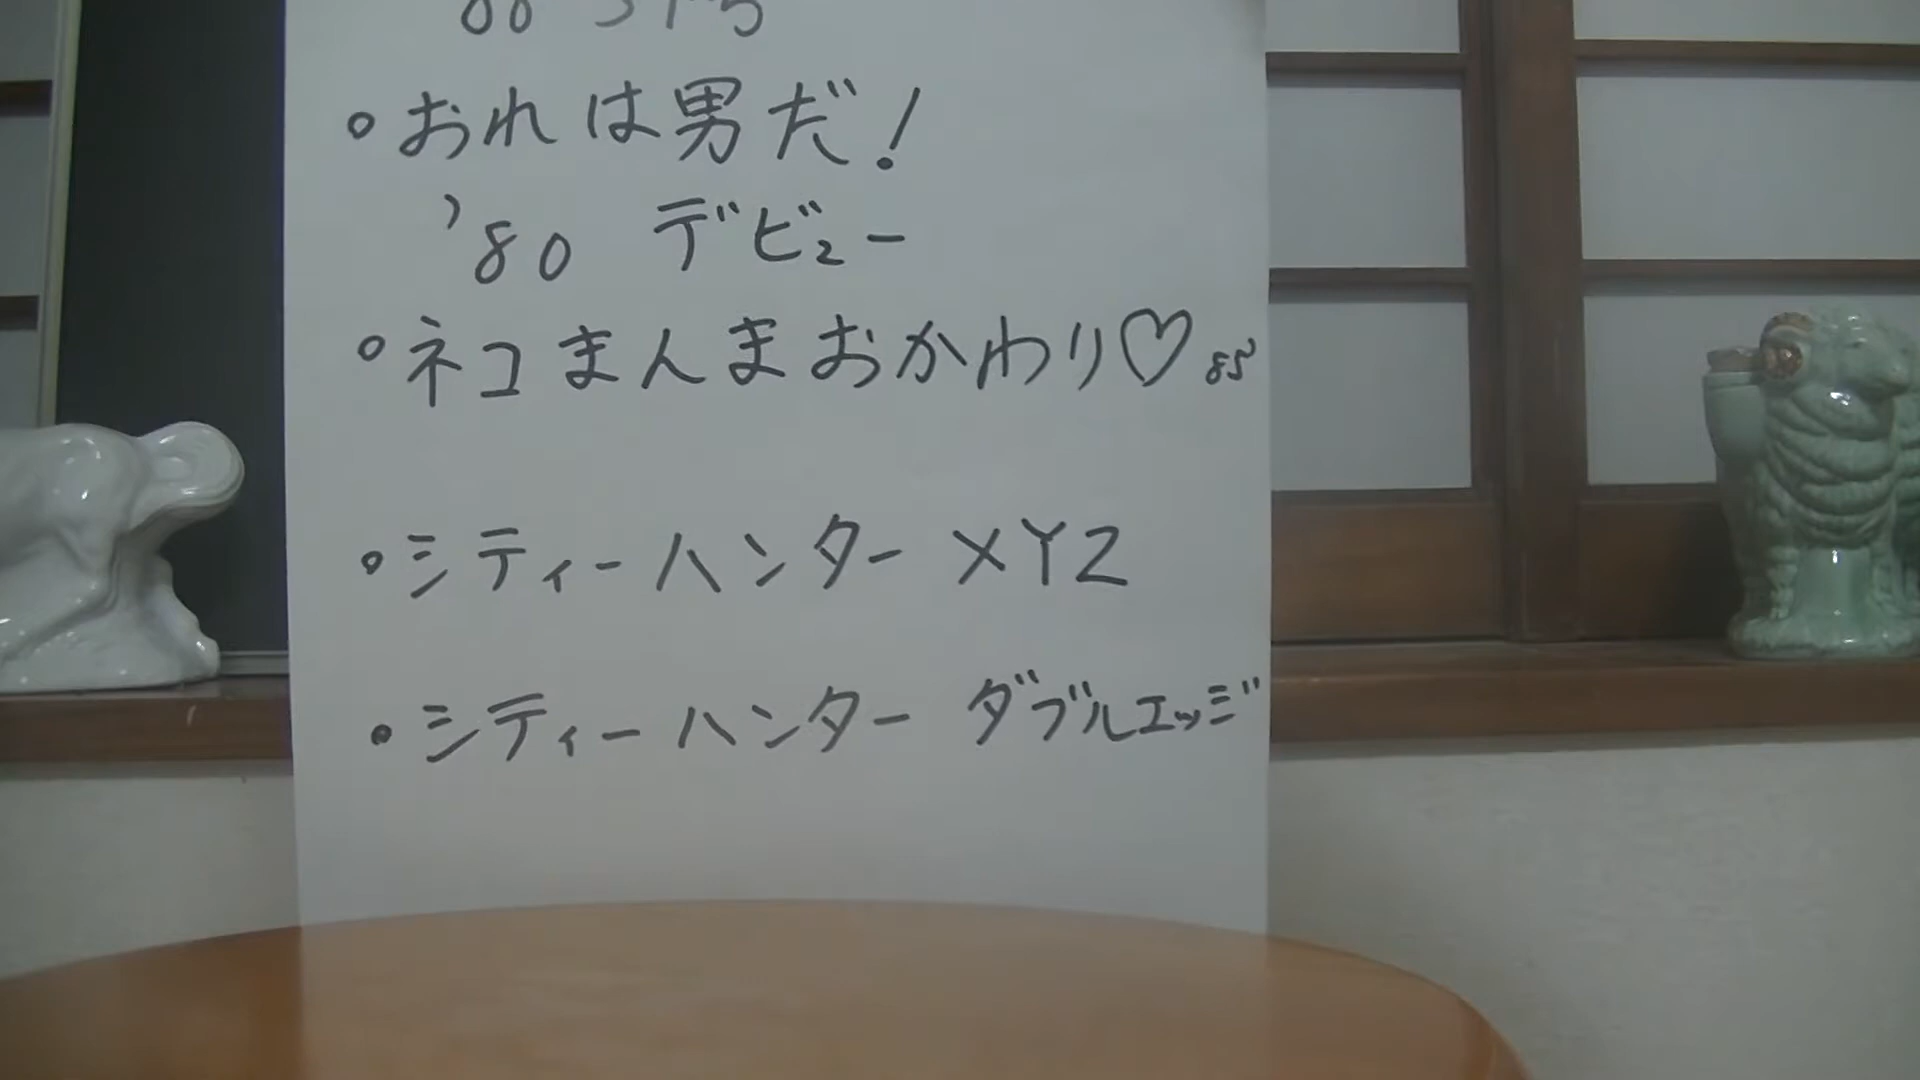 ・おれは男だ!
'80 デビュー
・ネコまんまおかわり♡ 85'
・シティーハンター XYZ
・シティーハンター ダブルエッジ